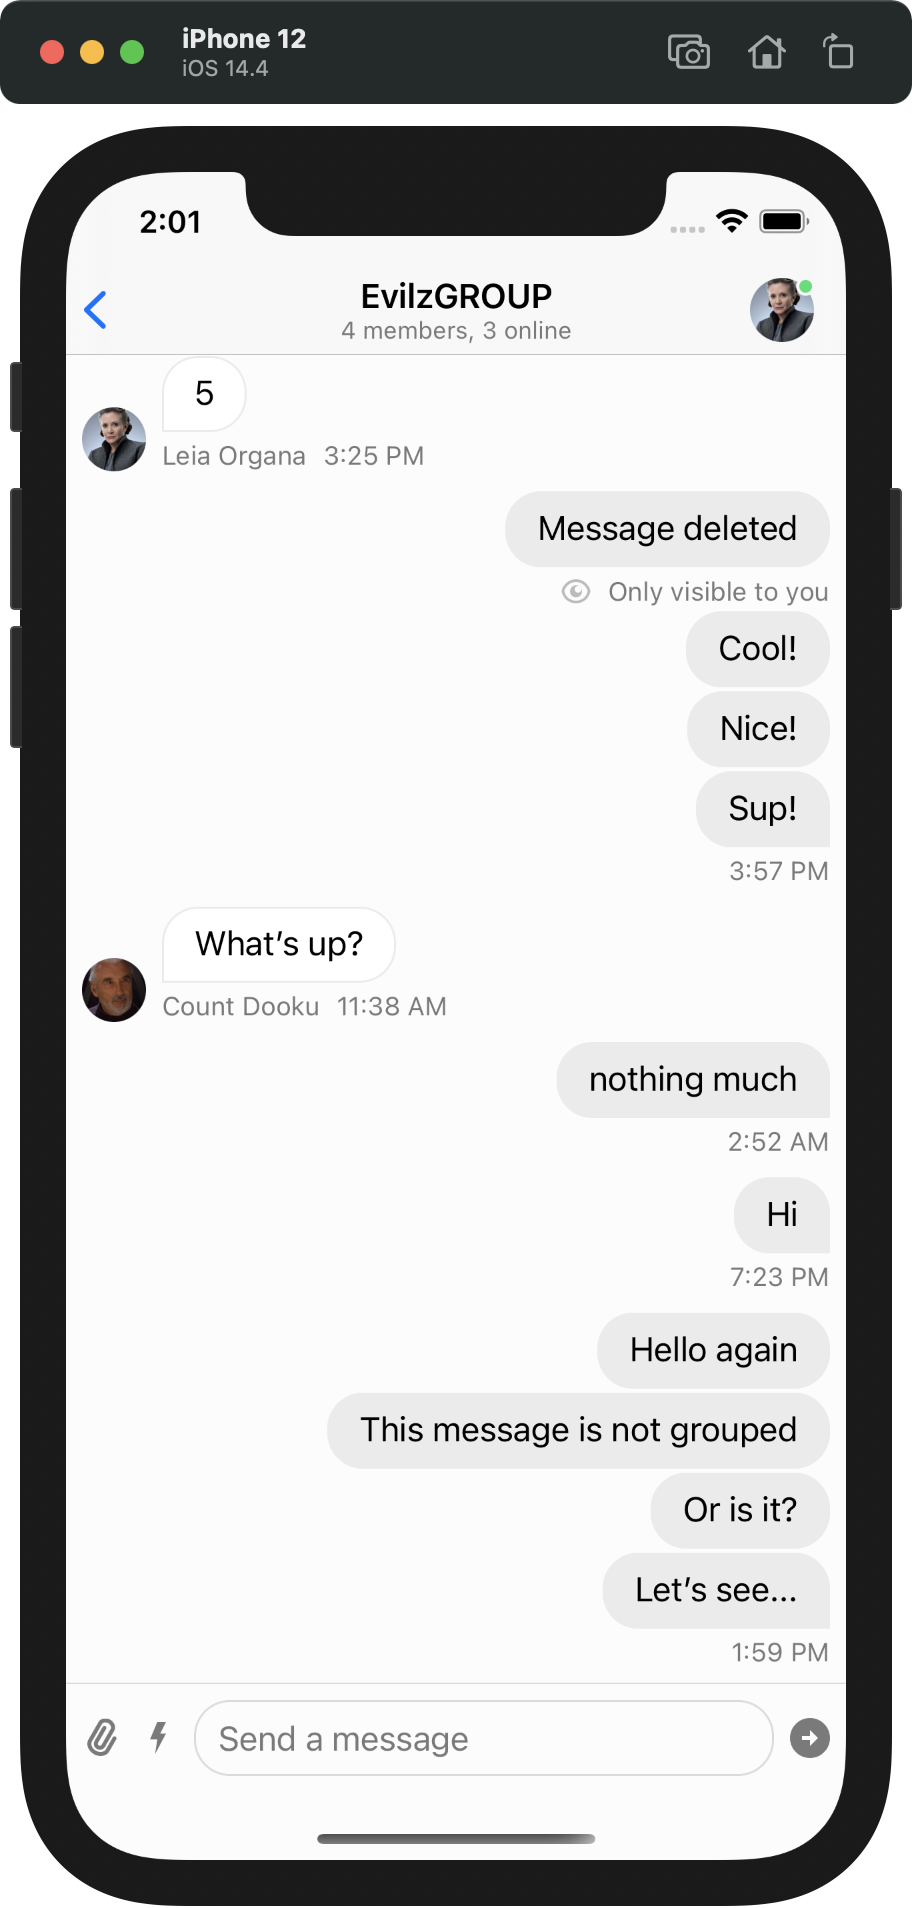 iPhone 12
iOS 14.4
2:01
EvilzGROUP
4 members, 3 online
5
Leia Organa 3:25 PM
Message deleted
Only visible to you
Cool!
Nice!
Sup!
3:57 PM
What's up?
Count Dooku 11:38 AM
nothing much
2:52 AM
Hi
7:23 PM
Hello again
This message is not grouped
Or is it?
Let's see...
1:59 PM
Send a message